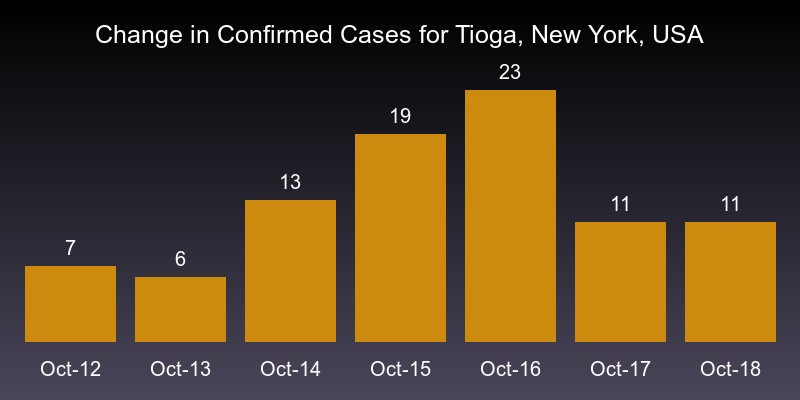 Change in Confirmed Cases for Tioga, New York, USA
23
19
13
11
11
7
6
Oct-12
Oct-13
Oct-14
Oct-15
Oct-16
Oct-17
Oct-18